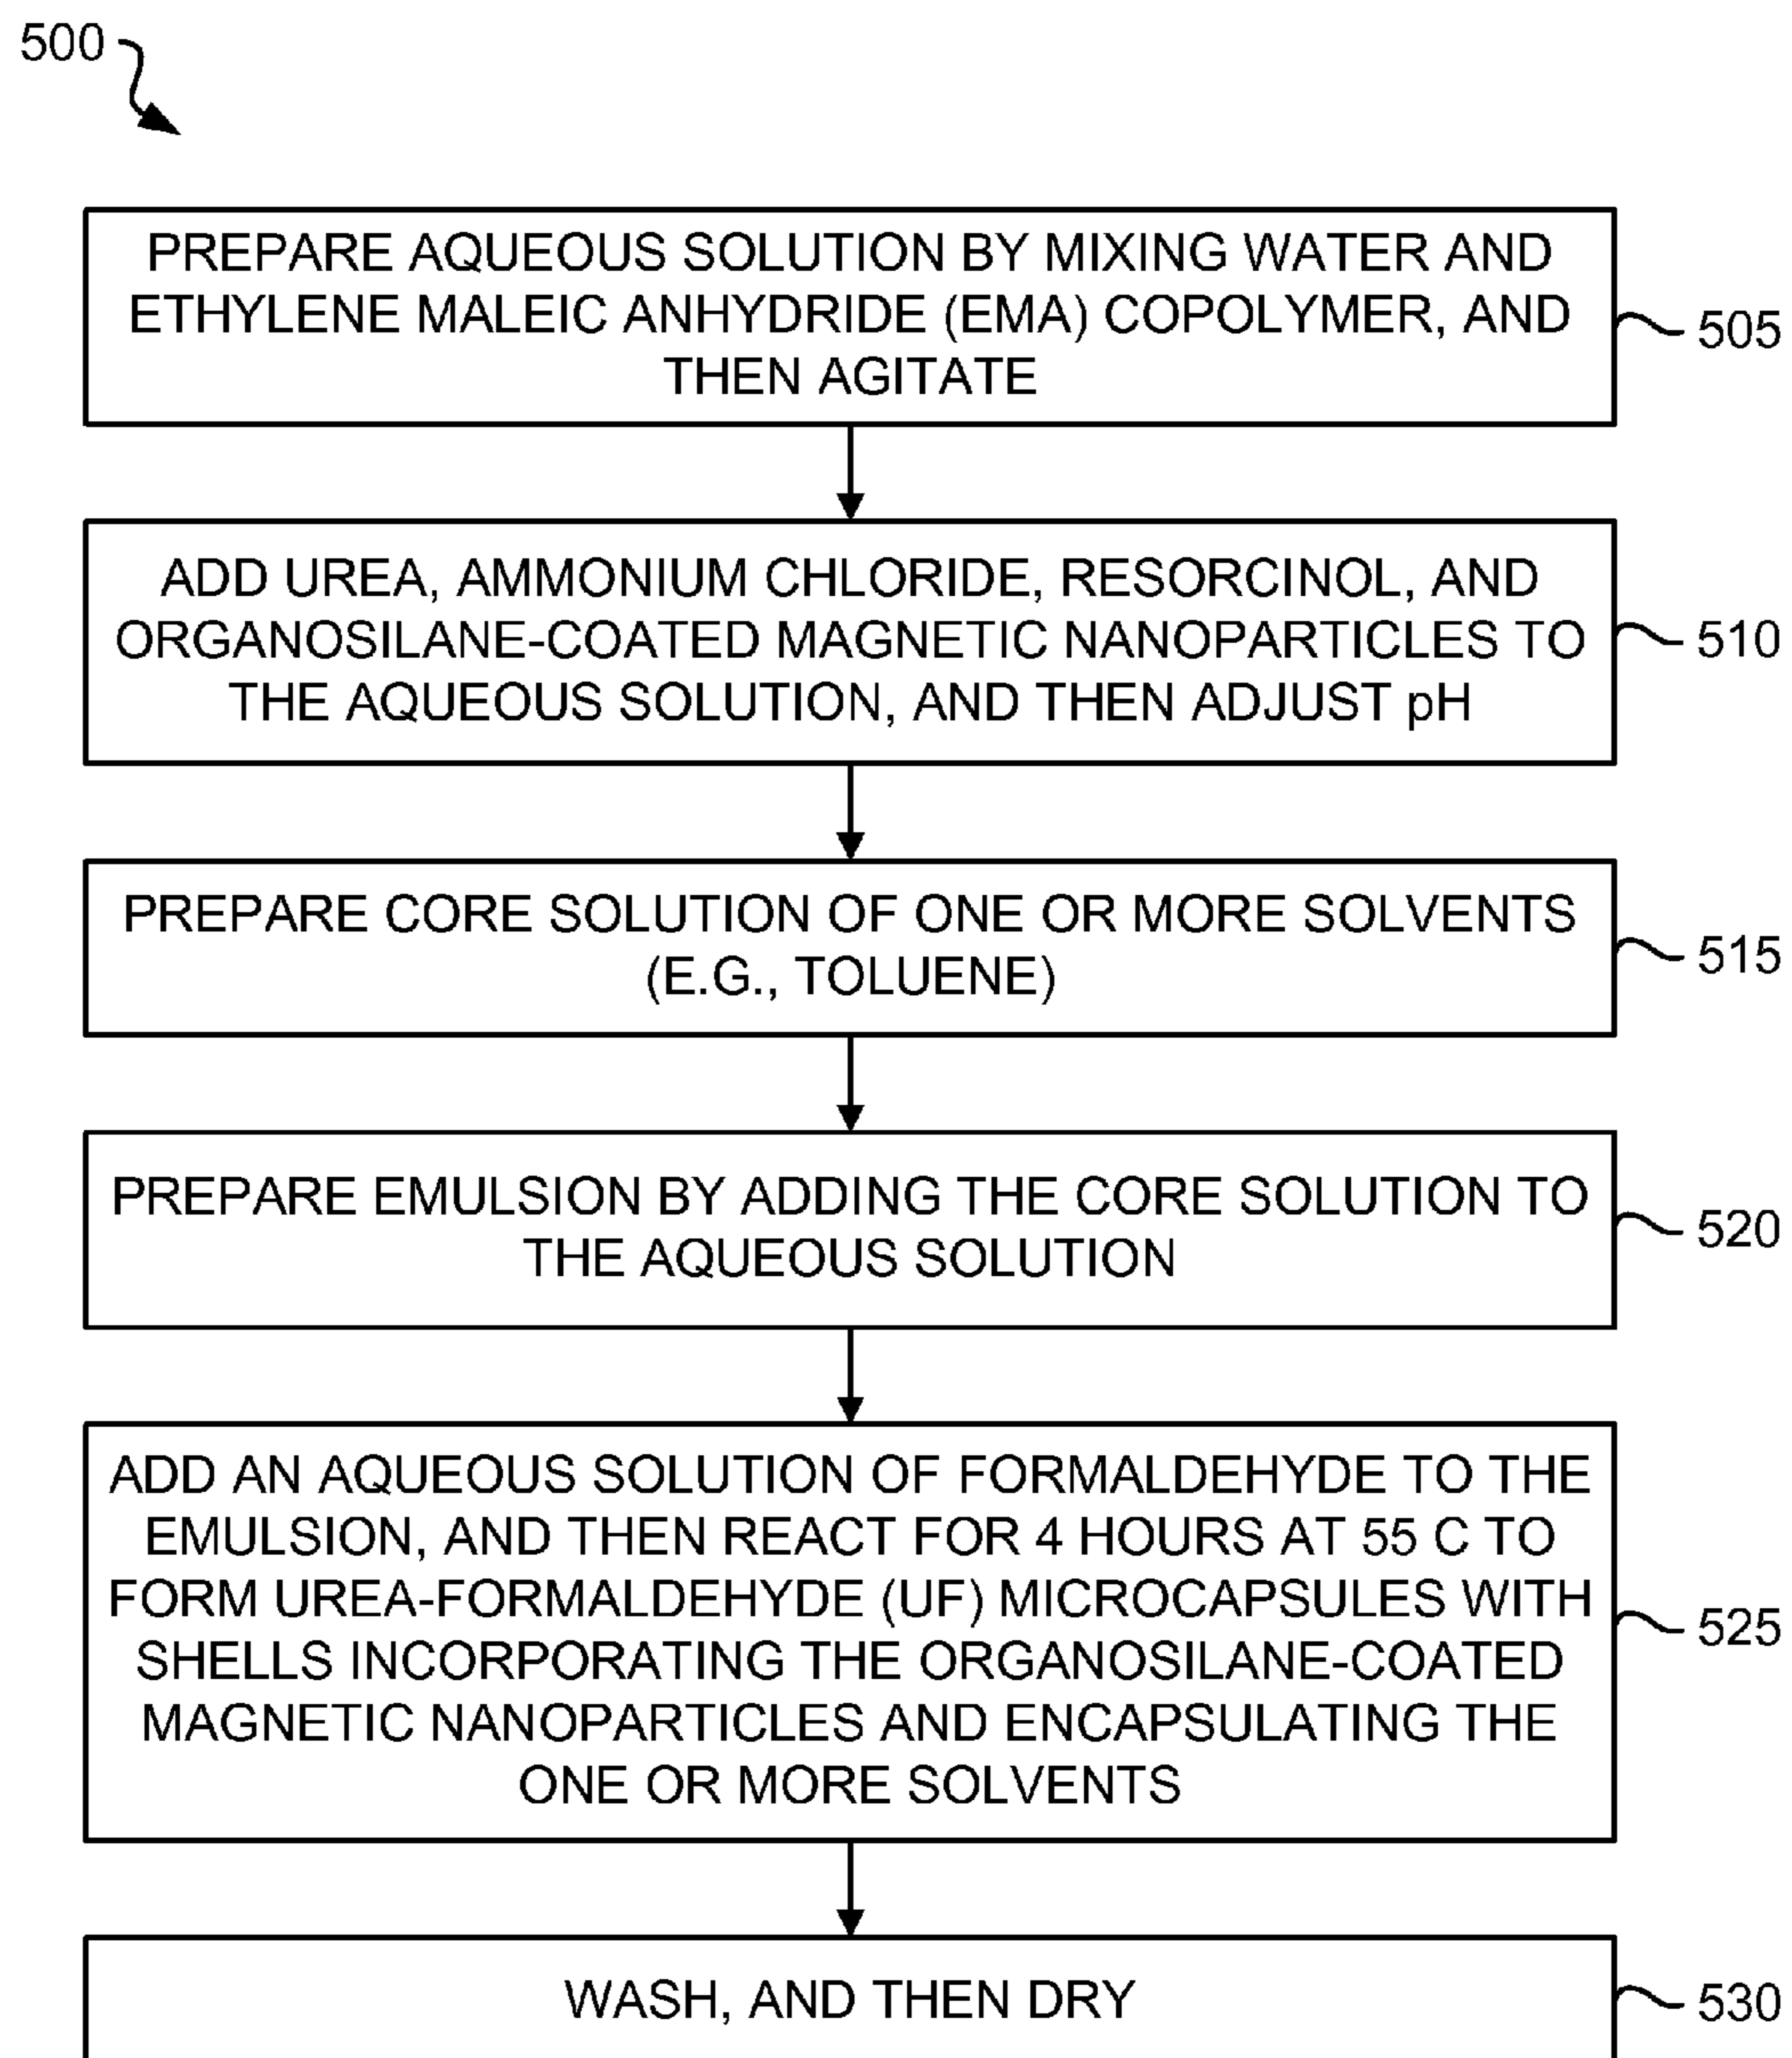 500
PREPARE AQUEOUS SOLUTION BY MIXING WATER AND
ETHYLENE MALEIC ANHYDRIDE (EMA) COPOLYMER, AND
THEN AGITATE
505
ADD UREA, AMMONIUM CHLORIDE, RESORCINOL, AND
ORGANOSILANE-COATED MAGNETIC NANOPARTICLES TO
THE AQUEOUS SOLUTION, AND THEN ADJUST pH
510
PREPARE CORE SOLUTION OF ONE OR MORE SOLVENTS
(E.G., TOLUENE)
515
PREPARE EMULSION BY ADDING THE CORE SOLUTION TO
THE AQUEOUS SOLUTION
520
ADD AN AQUEOUS SOLUTION OF FORMALDEHYDE TO THE
EMULSION, AND THEN REACT FOR 4 HOURS AT 55 C TO
FORM UREA-FORMALDEHYDE (UF) MICROCAPSULES WITH
SHELLS INCORPORATING THE ORGANOSILANE-COATED
MAGNETIC NANOPARTICLES AND ENCAPSULATING THE
ONE OR MORE SOLVENTS
525
WASH, AND THEN DRY
530